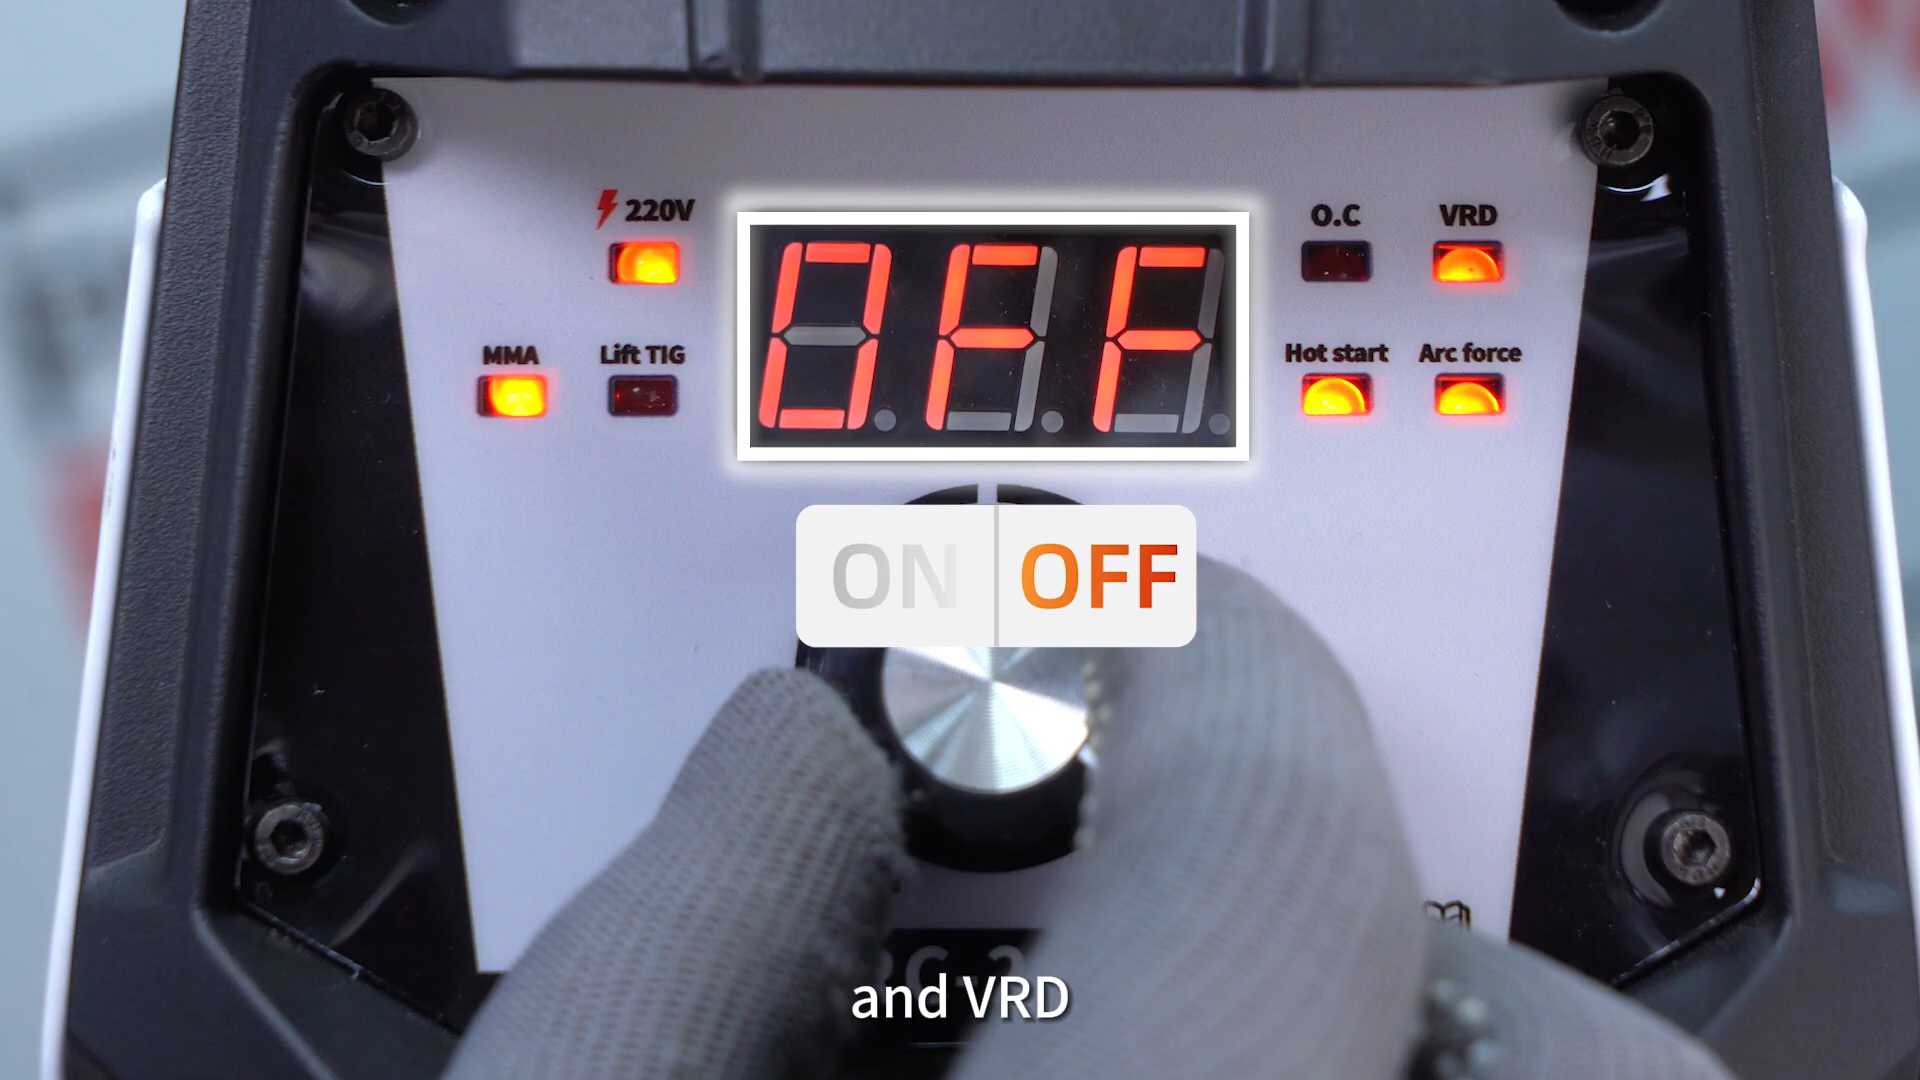 220V
OFF
O.C
VRD
MMA
Lift TIG
Hot start
Arc force
ON
OFF
and VRD